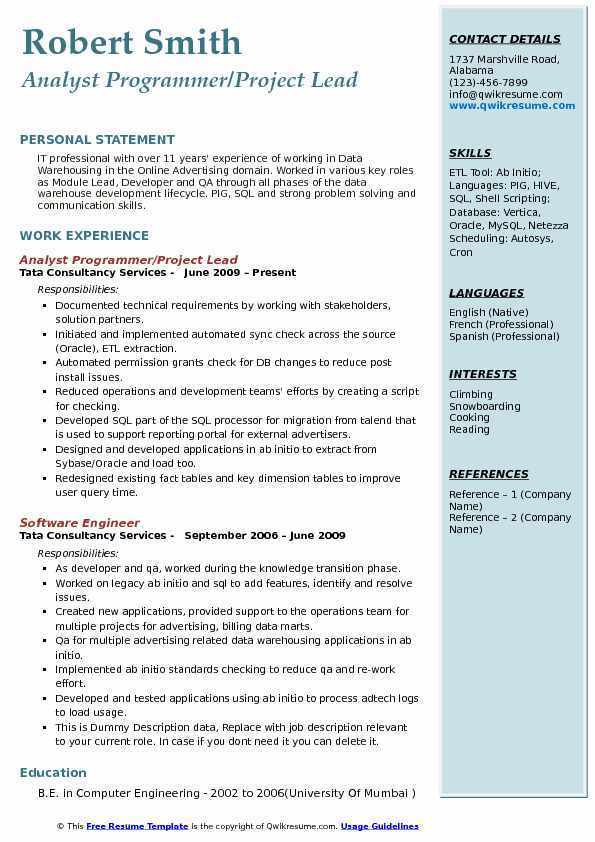 Robert Smith
Analyst Programmer/Project Lead
PERSONAL STATEMENT
IT professional with over 11 years' experience of working in Data
Warehousing in the Online Advertising domain. Worked in various key roles
as Module Lead, Developer and QA through all phases of the data
warehouse development lifecycle. PIG, SQL and strong problem solving and
communication skills.
WORK EXPERIENCE
Analyst Programmer/Project Lead
Tata Consultancy Services - June 2009 – Present
Responsibilities:
▪ Documented technical requirements by working with stakeholders,
solution partners.
▪ Initiated and implemented automated sync check across the source
(Oracle), ETL extraction.
▪ Automated permission grants check for DB changes to reduce post
install issues.
▪ Reduced operations and development teams' efforts by creating a script
for checking.
▪ Developed SQL part of the SQL processor for migration from talend that
is used to support reporting portal for external advertisers.
▪ Designed and developed applications in ab initio to extract from
Sybase/Oracle and load too.
▪ Redesigned existing fact tables and key dimension tables to improve
user query time.
Software Engineer
Tata Consultancy Services - September 2006 – June 2009
Responsibilities:
▪ As developer and qa, worked during the knowledge transition phase.
▪ Worked on legacy ab initio and sql to add features, identify and resolve
issues.
▪ Created new applications, provided support to the operations team for
multiple projects for advertising, billing data marts.
▪ Qa for multiple advertising related data warehousing applications in ab
initio.
▪ Implemented ab initio standards checking to reduce qa and re-work
effort.
▪ Developed and tested applications using ab initio to process adtech logs
to load usage.
▪ This is Dummy Description data, Replace with job description relevant
to your current role. In case if you dont need it you can delete it.
Education
B.E. in Computer Engineering - 2002 to 2006(University Of Mumbai )
CONTACT DETAILS
1737 Marshville Road,
Alabama
(123)-456-7899
info@qwikresume.com
www.qwikresume.com
SKILLS
ETL Tool: Ab Initio;
Languages: PIG, HIVE,
SQL, Shell Scripting;
Database: Vertica,
Oracle, MySQL, Netezza
Scheduling: Autosys,
Cron
LANGUAGES
English (Native)
French (Professional)
Spanish (Professional)
INTERESTS
Climbing
Snowboarding
Cooking
Reading
REFERENCES
Reference – 1 (Company
Name)
Reference – 2 (Company
Name)
© This Free Resume Template is the copyright of Qwikresume.com. Usage Guidelines